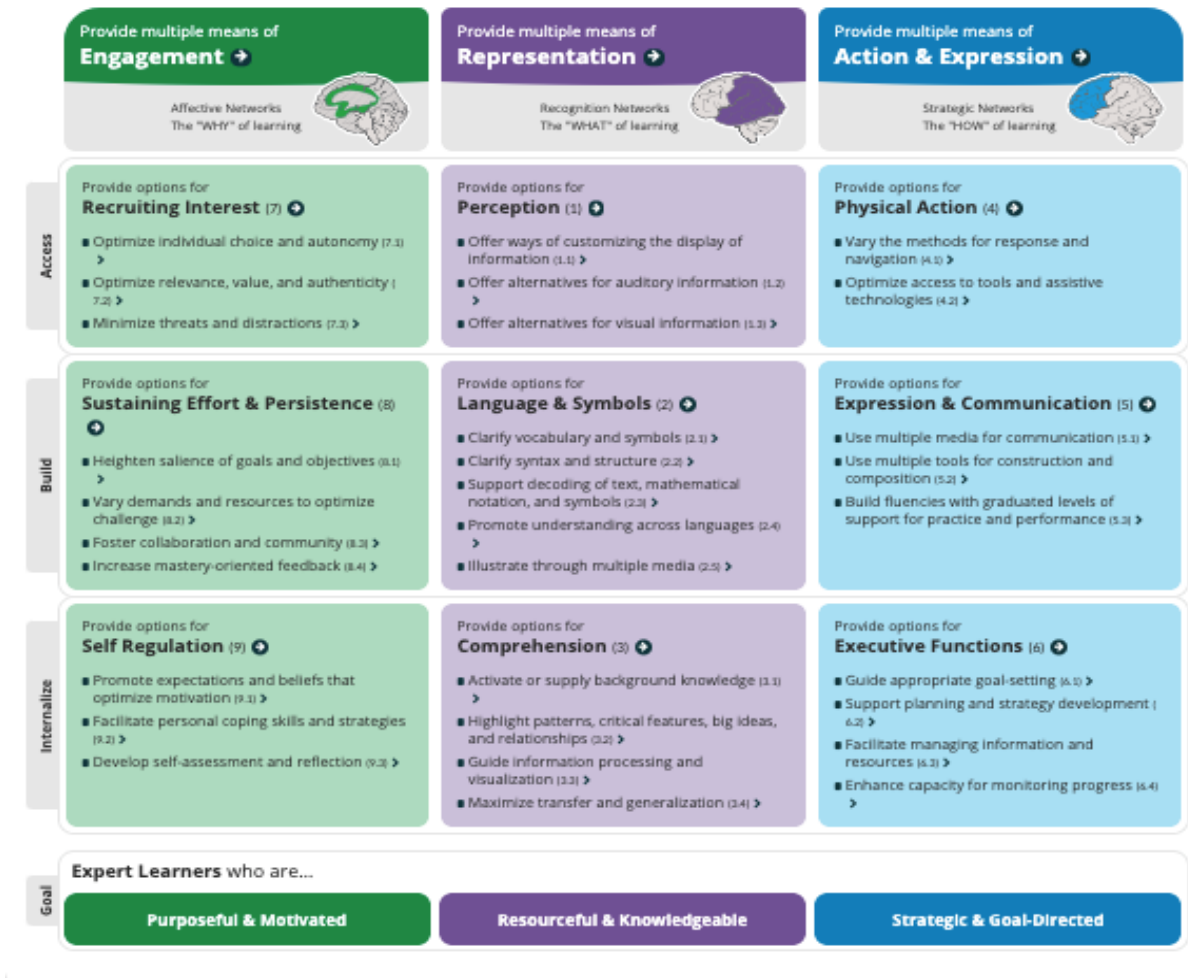 Provide multiple means of
Engagement
Affective Networks
The "WHY" of learning
Provide multiple means of
Representation
Recognition Networks
The "WHAT" of learning
Provide multiple means of
Action & Expression
Strategic Networks
The "HOW" of learning
Access
Provide options for
Recruiting Interest (7)
Optimize individual choice and autonomy (7.1)
Optimize relevance, value, and authenticity (
7.2)
Minimize threats and distractions (7.3)
Provide options for
Perception (1)
Offer ways of customizing the display of
information (1.1)
Offer alternatives for auditory information (1.2)
Offer alternatives for visual information (1.3)
Provide options for
Physical Action (4)
Vary the methods for response and
navigation (4.1)
Optimize access to tools and assistive
technologies (4.2)
Build
Provide options for
Sustaining Effort & Persistence (8)
Heighten salience of goals and objectives (8.1)
Vary demands and resources to optimize
challenge (8.2)
Foster collaboration and community (8.3)
Increase mastery-oriented feedback (8.4)
Provide options for
Language & Symbols (2)
Clarify vocabulary and symbols (2.1)
Clarify syntax and structure (2.2)
Support decoding of text, mathematical
notation, and symbols (2.3)
Promote understanding across languages (2.4)
Illustrate through multiple media (2.5)
Provide options for
Expression & Communication (5)
Use multiple media for communication (5.1)
Use multiple tools for construction and
composition (5.2)
Build fluencies with graduated levels of
support for practice and performance (5.3)
Internalize
Provide options for
Self Regulation (9)
Promote expectations and beliefs that
optimize motivation (9.1)
Facilitate personal coping skills and strategies
(9.2)
Develop self-assessment and reflection (9.3)
Provide options for
Comprehension (3)
Activate or supply background knowledge (3.1)
Highlight patterns, critical features, big ideas,
and relationships (3.2)
Guide information processing and
visualization (3.3)
Maximize transfer and generalization (3.4)
Provide options for
Executive Functions (6)
Guide appropriate goal-setting (6.1)
Support planning and strategy development (
6.2)
Facilitate managing information and
resources (6.3)
Enhance capacity for monitoring progress (6.4)
Goal
Expert Learners who are...
Purposeful & Motivated
Resourceful & Knowledgeable
Strategic & Goal-Directed